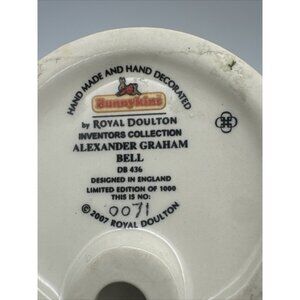 HAND MADE AND HAND DECORATED
Bunnykins
by ROYAL DOULTON
INVENTORS COLLECTION
ALEXANDER GRAHAM
BELL
DB 436
DESIGNED IN ENGLAND
LIMITED EDITION OF 1000
THIS IS NO:
0071
© 2007 ROYAL DOULTON